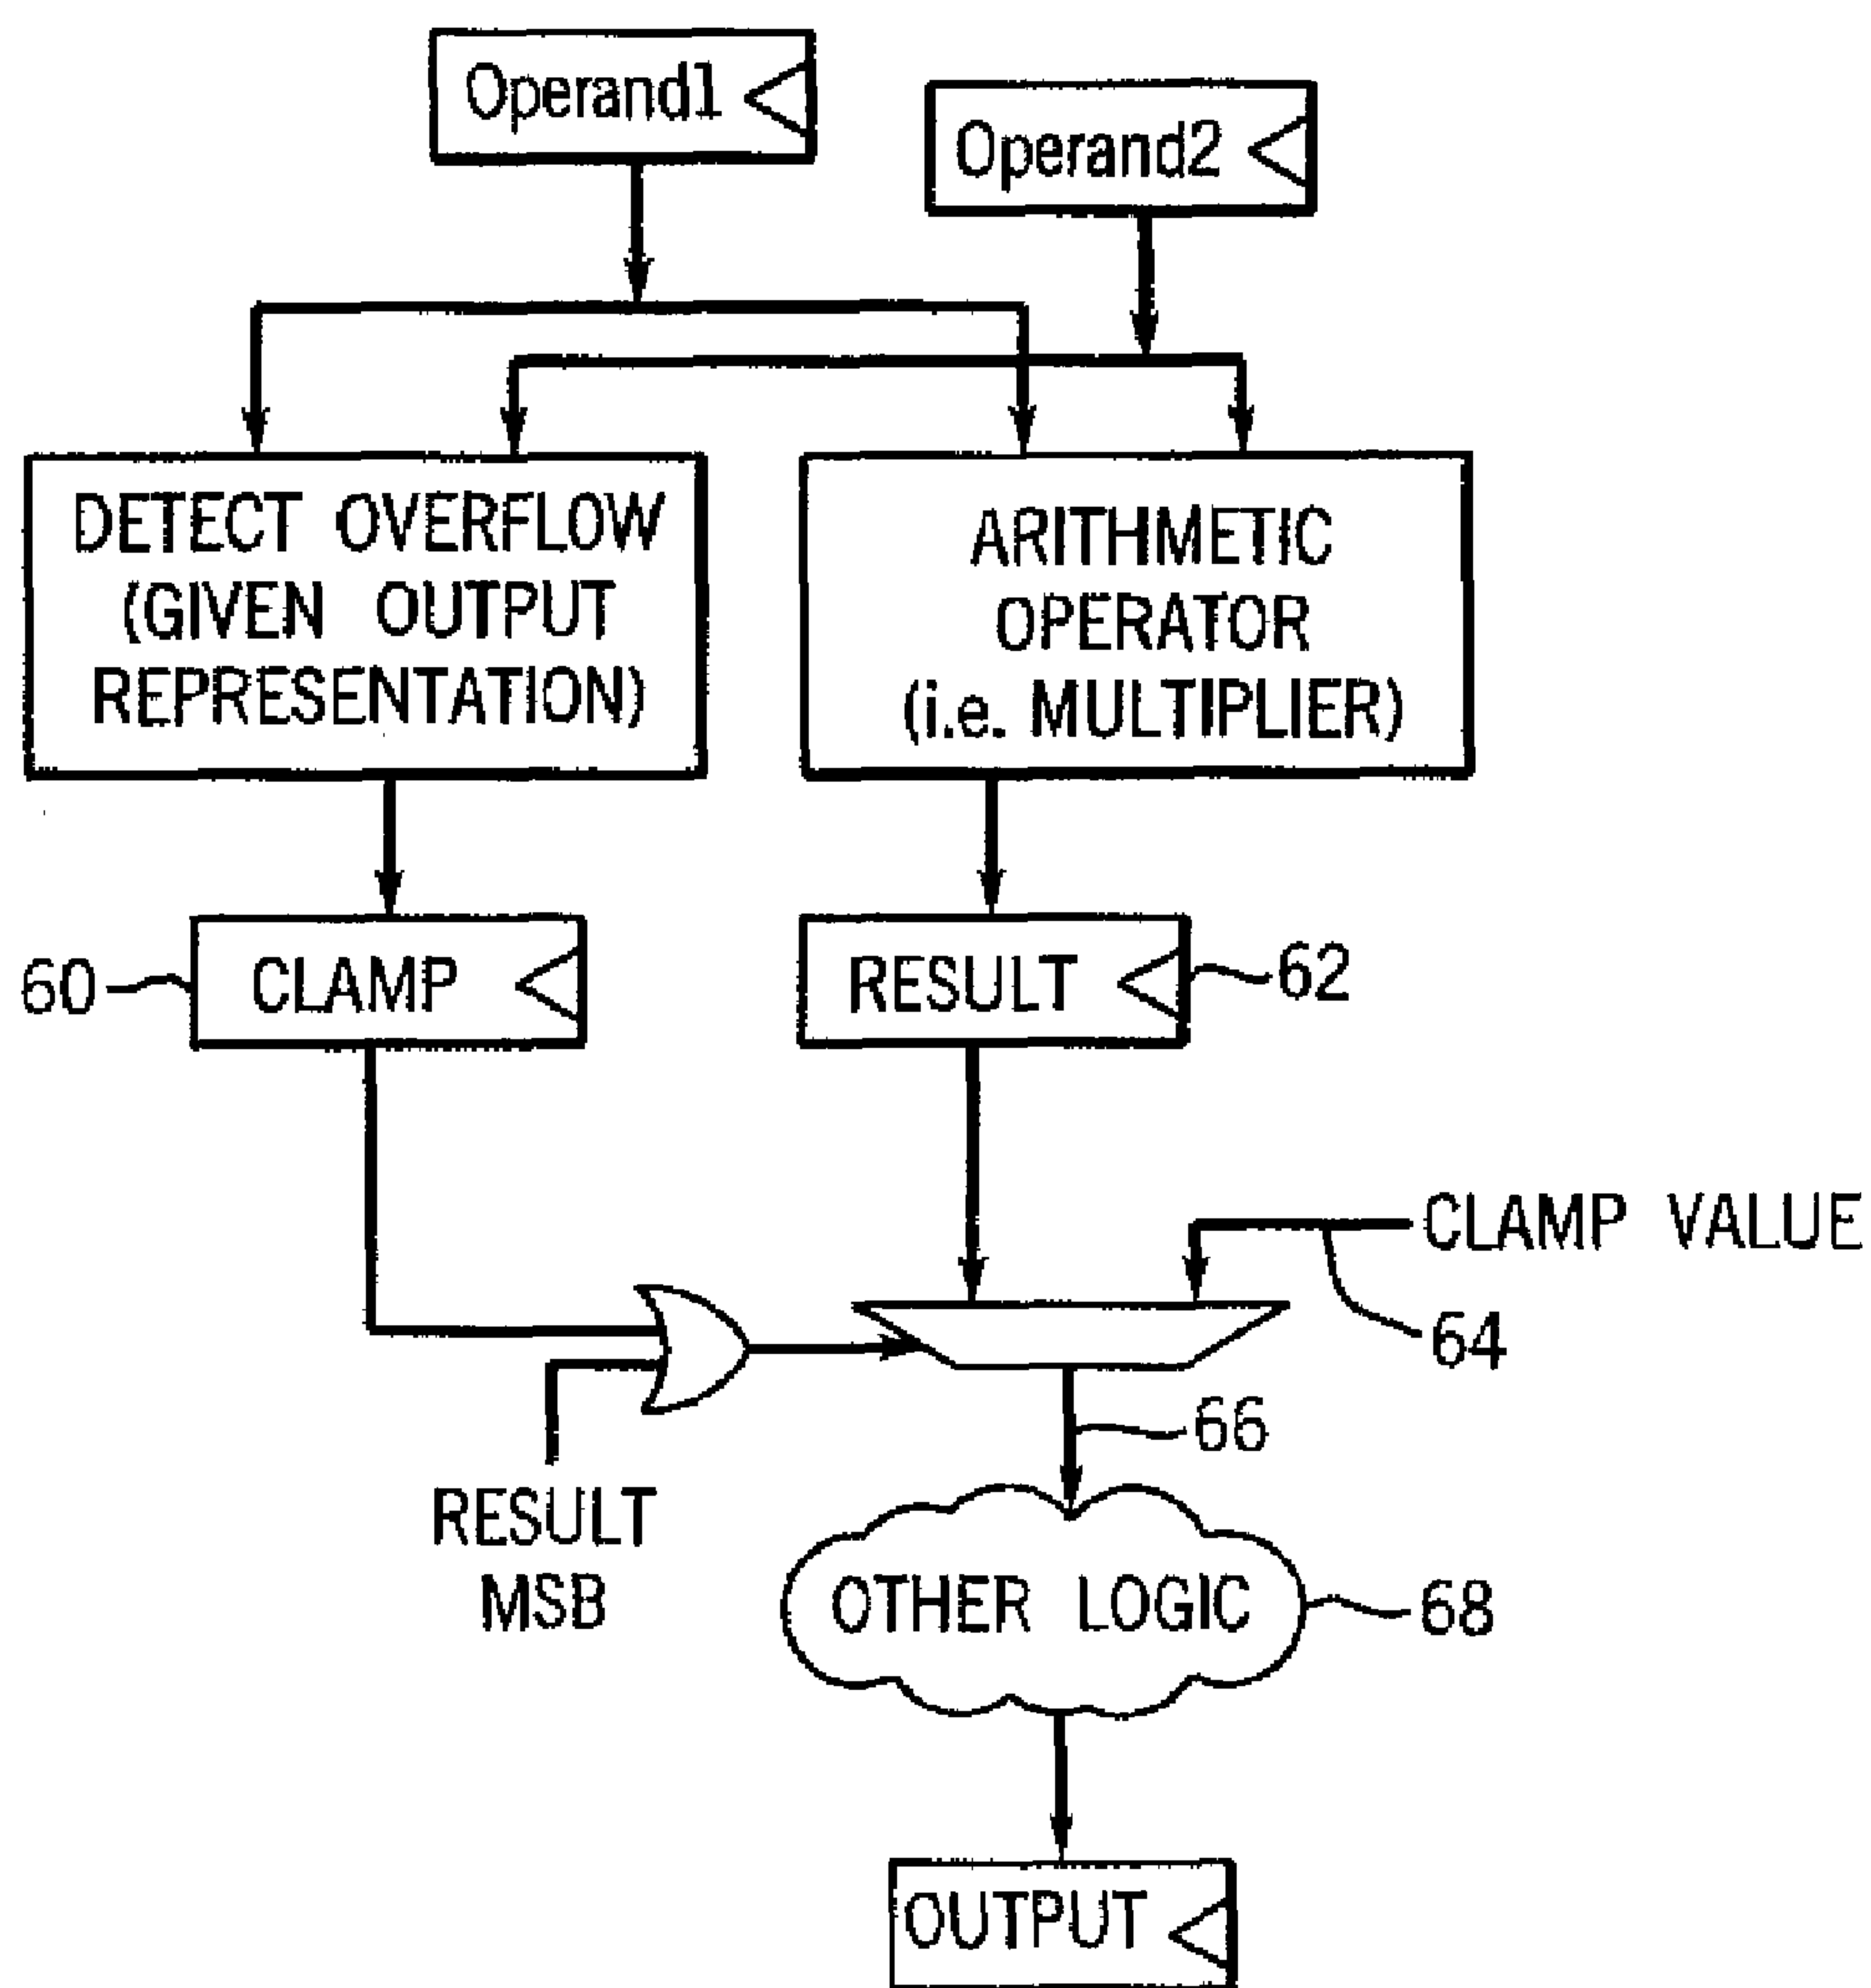 Operand1
Operand2
DETECT OVERFLOW
(GIVEN OUTPUT
REPRESENTATION)
ARITHMETIC
OPERATOR
(i.e. MULTIPLIER)
60
CLAMP
RESULT
62
CLAMP VALUE
64
66
RESULT
MSB
OTHER LOGIC
68
OUTPUT